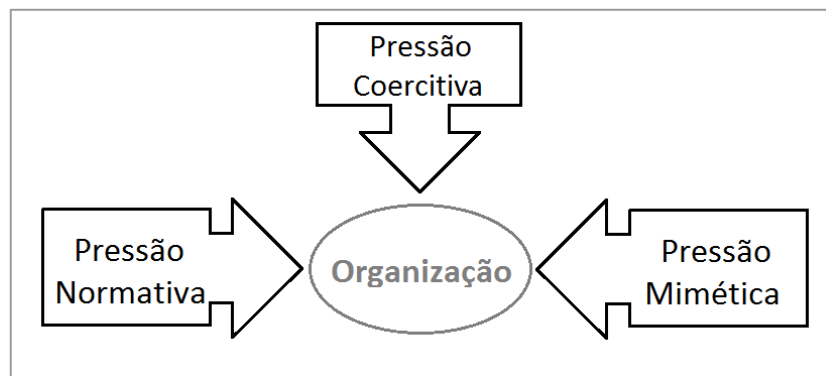 Pressão
Coercitiva
Pressão
Normativa
Organização
Pressão
Mimética